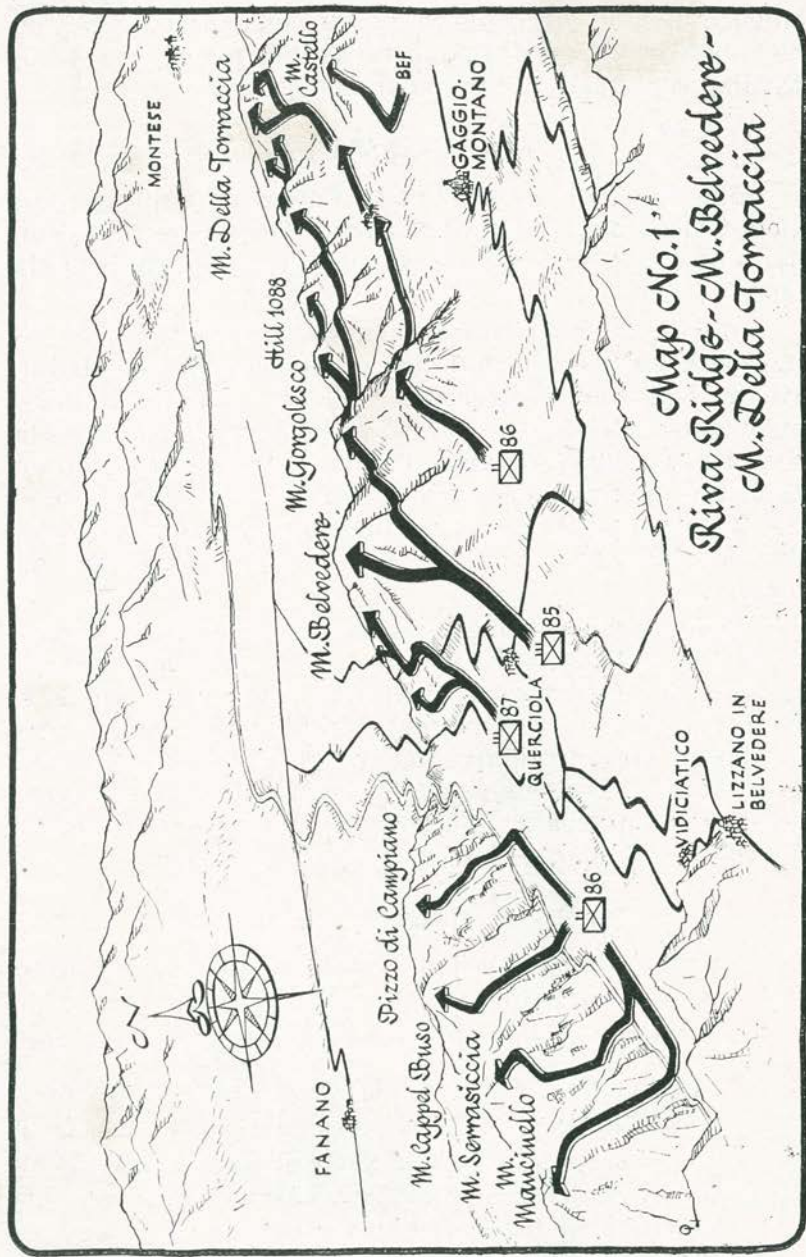 MONTESE
M. Della Torraccia
M.
Castello
BEF
GAGGIO-
MONTANO
Hill 1088
M. Gorgolesco
M. Belvedere
86
85
87
QUERCIOLA
Pizzo di Campiano
M. Cappel Buso
M. Serrasiccia
M.
Mancinello
86
VIDICIATICO
LIZZANO IN
BELVEDERE
FANANO
N
Map No.1,
Riva Ridge-M.Belvedere-
M. Della Torraccia